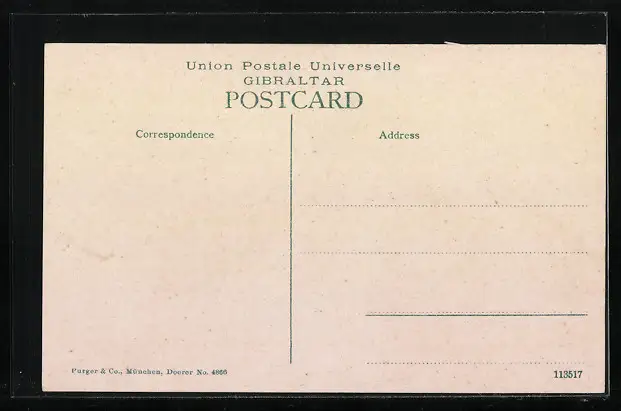 Union Postale Universelle
GIBRALTAR
POSTCARD
Correspondence
Address
Purger & Co., München, Doerer No. 4866
113517